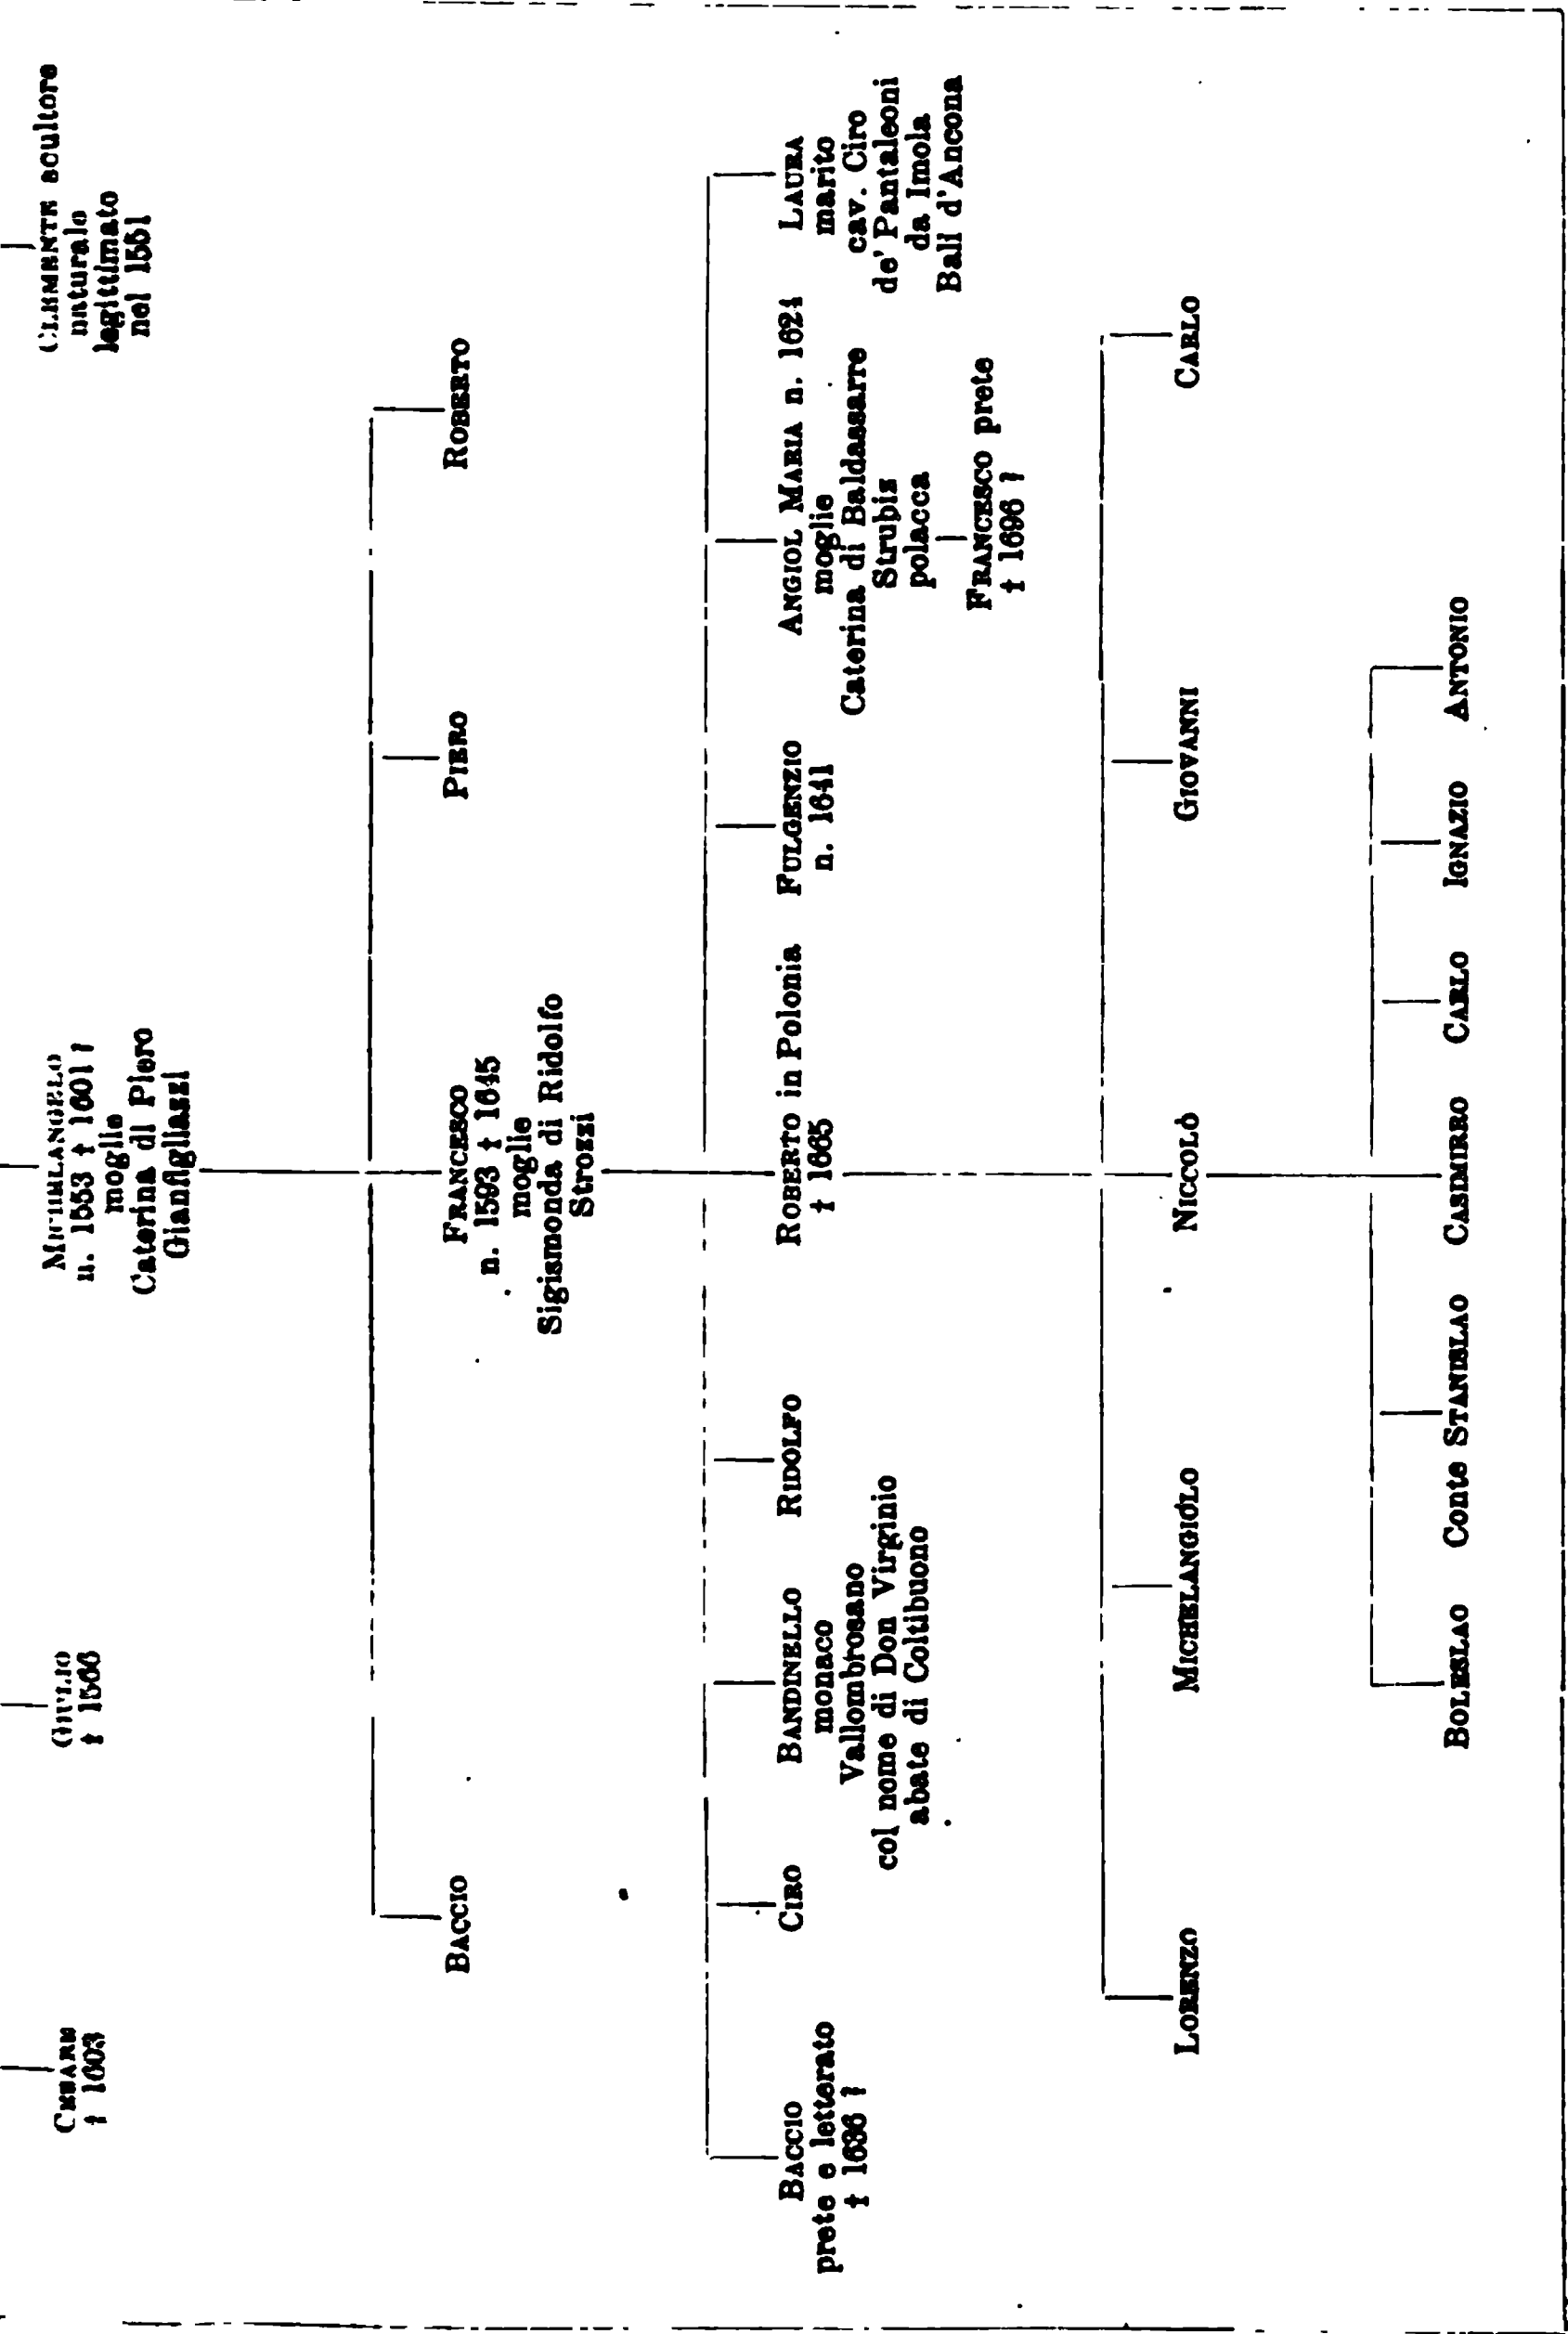 CESARE
† 1603
GIULIO
† 1566
MICHELANGELO
n. 1553 † 1601 ?
moglie
Caterina di Piero
Gianfigliazzi
CLEMENTE scultore
naturale
legittimato
nel 1551
BACCIO
FRANCESCO
n. 1593 † 1645
moglie
Sigismonda di Ridolfo
Strozzi
PIERO
ROBERTO
BACCIO
prete e letterato
† 1636 ?
CIRO
BANDINELLO
monaco
Vallombrosano
col nome di Don Virginio
abate di Coltibuono
RIDOLFO
ROBERTO in Polonia
† 1665
FULGENZIO
n. 1641
ANGIOL MARIA n. 1624
moglie
Caterina di Baldassarre
Strubiz
polacca
FRANCESCO prete
† 1696 ?
LAURA
marito
cav. Ciro
de' Pantaleoni
da Imola
Balì d'Ancona
LORENZO
MICHELANGIOLO
NICCOLÒ
GIOVANNI
CARLO
BOLESLAO
Conte STANISLAO
CASIMIRRO
CARLO
IGNAZIO
ANTONIO